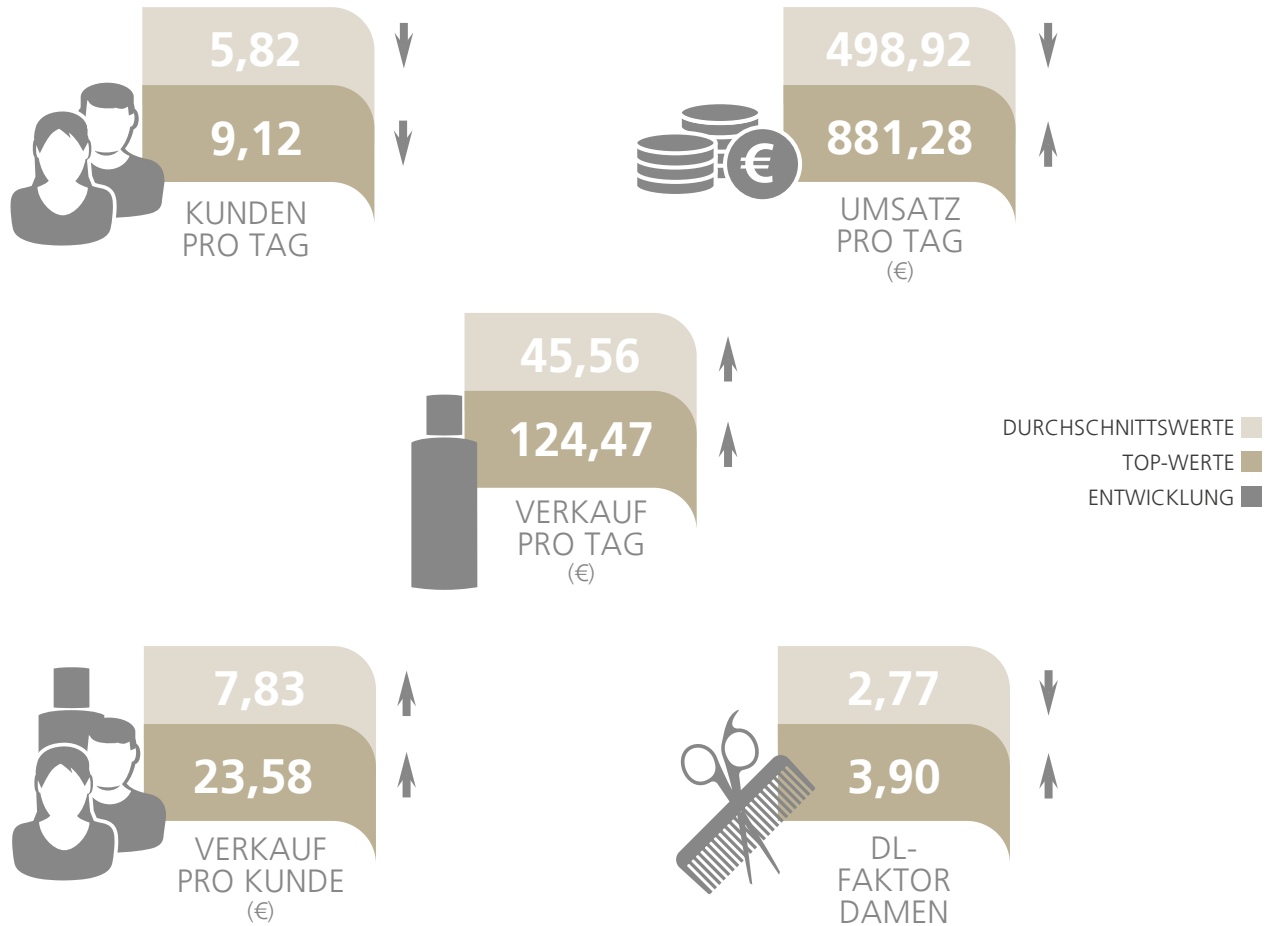 5,82
9,12
KUNDEN
PRO TAG
498,92
881,28
€
UMSATZ
PRO TAG
(€)
45,56
124,47
VERKAUF
PRO TAG
(€)
DURCHSCHNITTSWERTE
TOP-WERTE
ENTWICKLUNG
7,83
23,58
VERKAUF
PRO KUNDE
(€)
2,77
3,90
DL-
FAKTOR
DAMEN